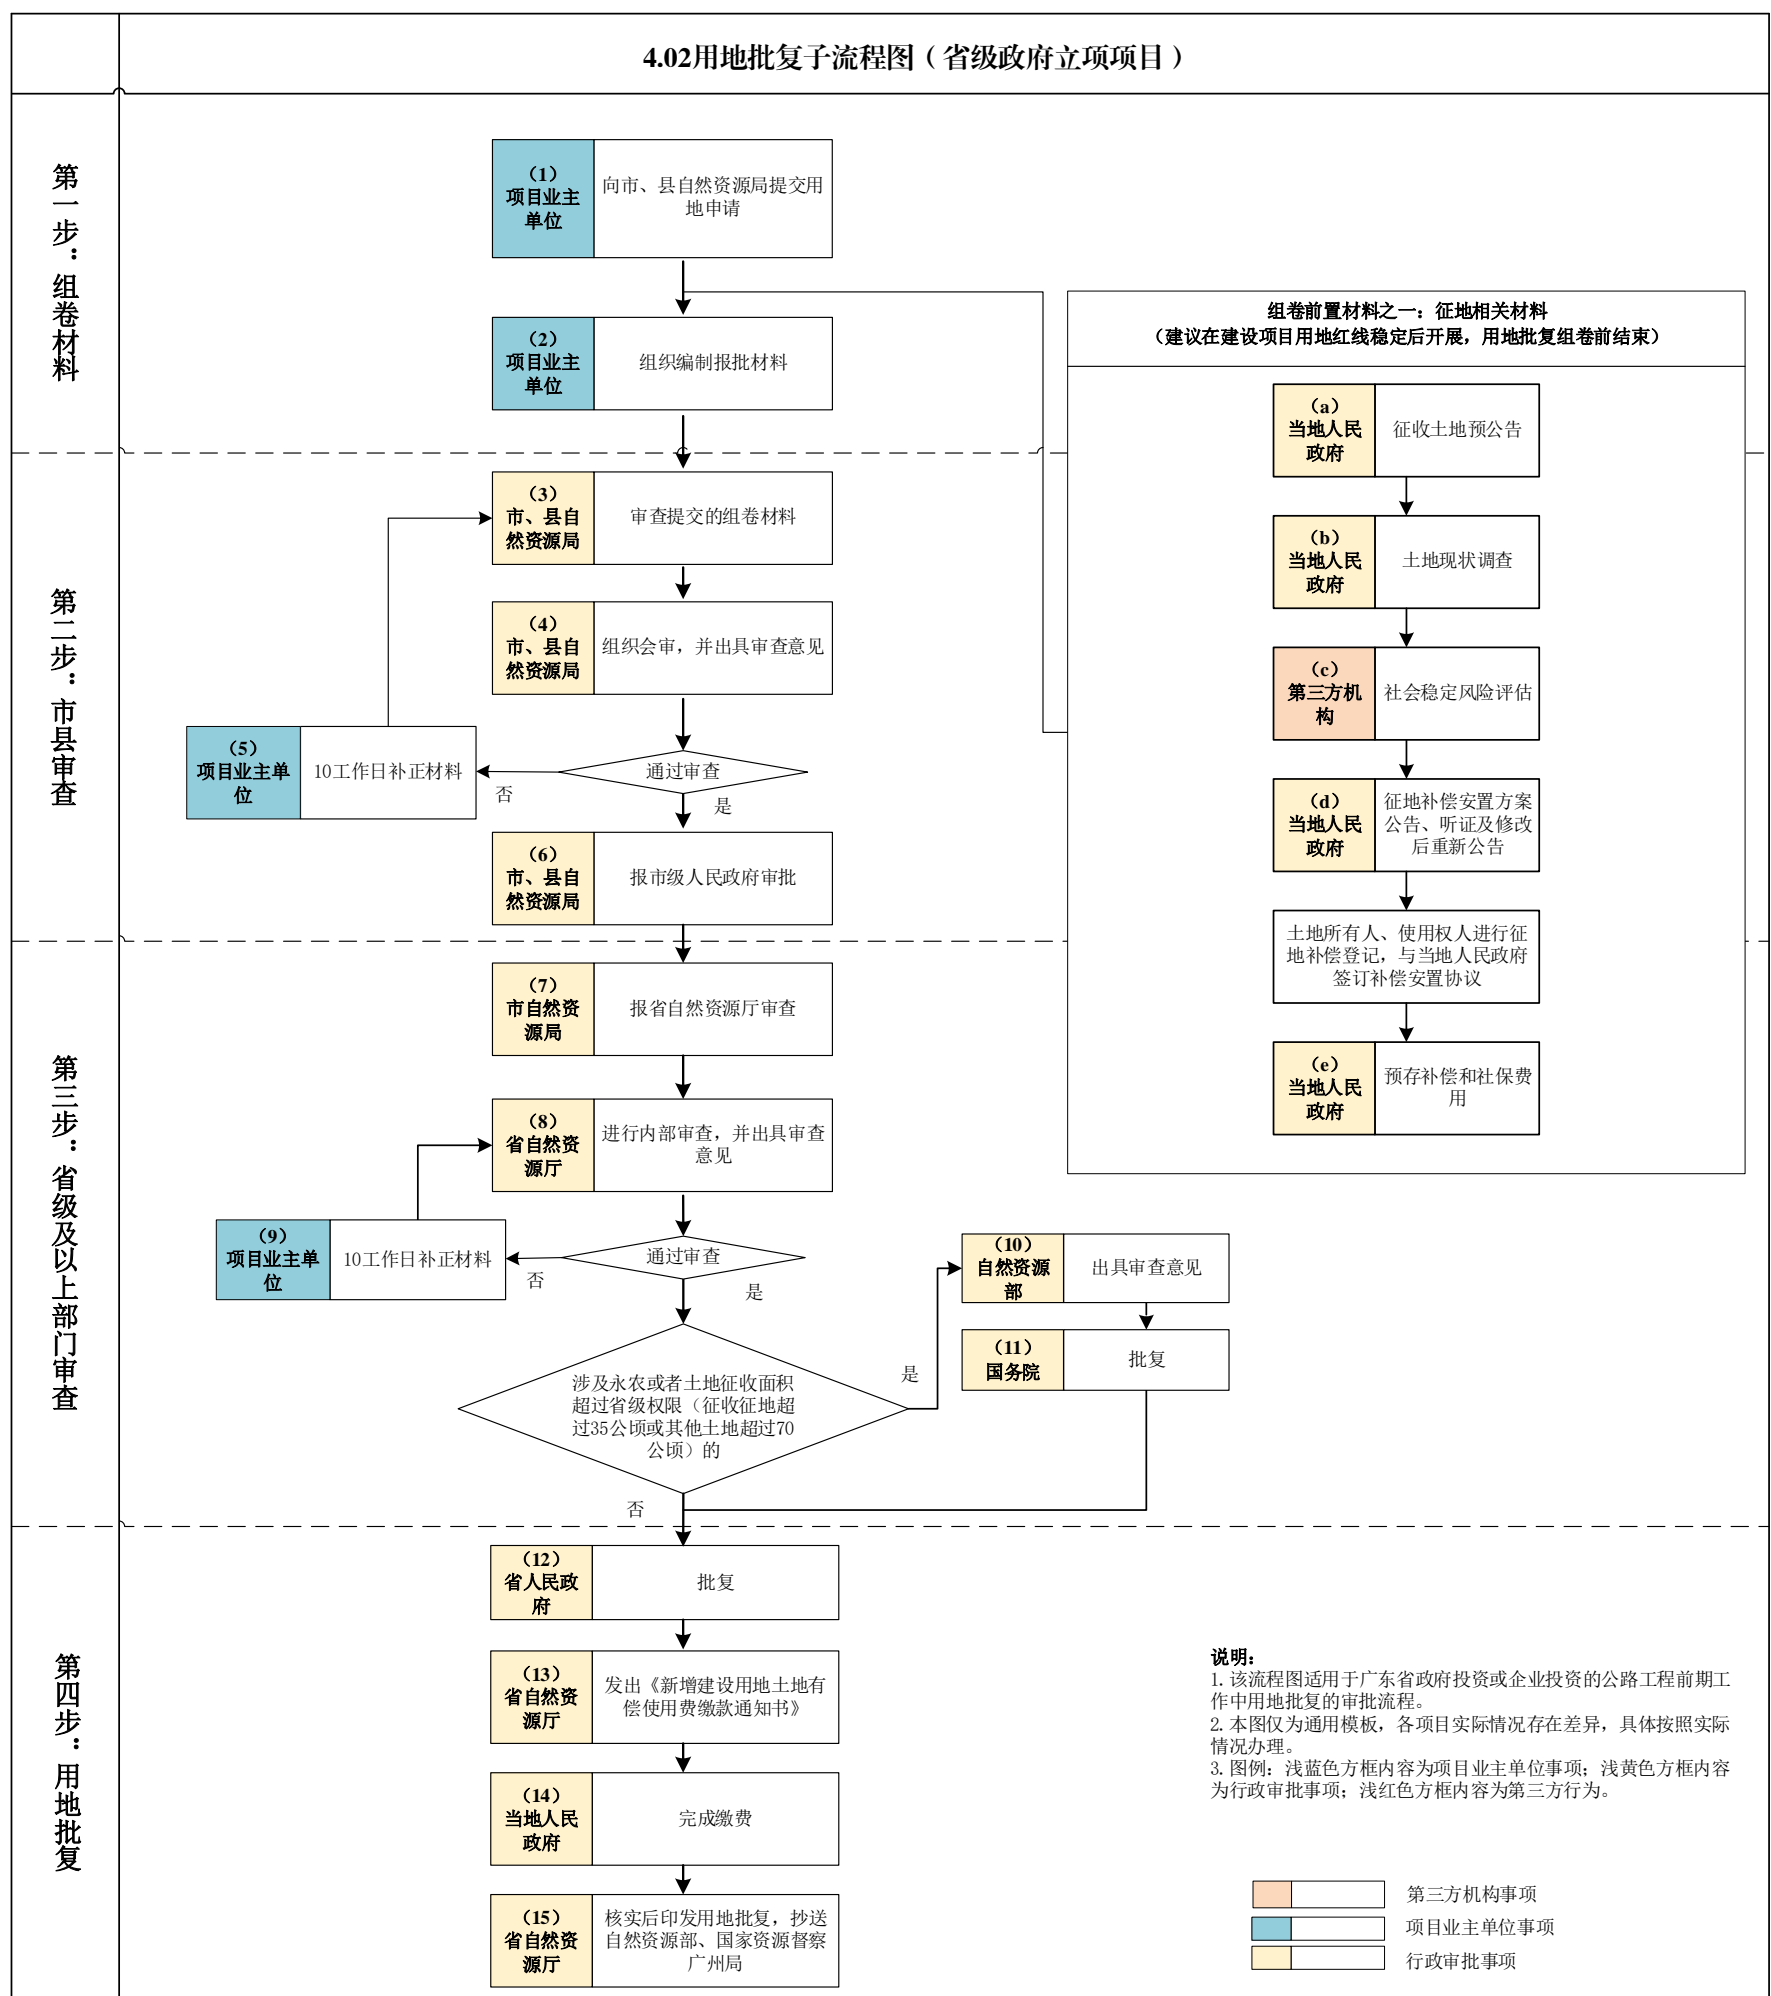 4.02用地批复子流程图（省级政府立项项目）
第一步：组卷材料
（1）
项目业主
单位
向市、县自然资源局提交用
地申请
（2）
项目业主
单位
组织编制报批材料
组卷前置材料之一：征地相关材料
（建议在建设项目用地红线稳定后开展，用地批复组卷前结束）
（a）
当地人民
政府
征收土地预公告
（b）
当地人民
政府
土地现状调查
（c）
第三方机
构
社会稳定风险评估
（d）
当地人民
政府
征地补偿安置方案
公告、听证及修改
后重新公告
土地所有人、使用权人进行征
地补偿登记，与当地人民政府
签订补偿安置协议
（e）
当地人民
政府
预存补偿和社保费
用
第二步：市县审查
（3）
市、县自
然资源局
审查提交的组卷材料
（4）
市、县自
然资源局
组织会审，并出具审查意见
通过审查
否
是
（5）
项目业主单
位
10工作日补正材料
（6）
市、县自
然资源局
报市级人民政府审批
第三步：省级及以上部门审查
（7）
市自然资
源局
报省自然资源厅审查
（8）
省自然资
源厅
进行内部审查，并出具审查
意见
通过审查
否
是
（9）
项目业主单
位
10工作日补正材料
涉及永农或者土地征收面积
超过省级权限（征收征地超
过35公顷或其他土地超过70
公顷）的
是
否
（10）
自然资源
部
出具审查意见
（11）
国务院
批复
第四步：用地批复
（12）
省人民政
府
批复
（13）
省自然资
源厅
发出《新增建设用地土地有
偿使用费缴款通知书》
（14）
当地人民
政府
完成缴费
（15）
省自然资
源厅
核实后印发用地批复，抄送
自然资源部、国家资源督察
广州局
说明：
1.该流程图适用于广东省政府投资或企业投资的公路工程前期工
作中用地批复的审批流程。
2.本图仅为通用模板，各项目实际情况存在差异，具体按照实际
情况办理。
3.图例：浅蓝色方框内容为项目业主单位事项；浅黄色方框内容
为行政审批事项；浅红色方框内容为第三方行为。
第三方机构事项
项目业主单位事项
行政审批事项